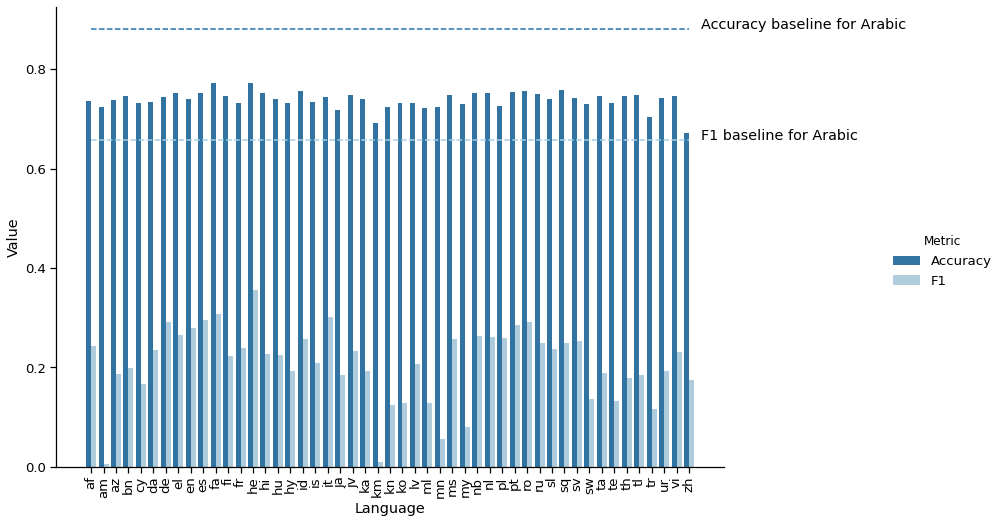 Accuracy baseline for Arabic
0.8
F1 baseline for Arabic
0.6
Value
Metric
0.4
Accuracy
F1
0.2
0.0
af am az bn cy da de el en es fa fi fr he hi hu hy id is it ja jv ka km kn ko lv ml mn ms my nb nl pl pt ro ru sl sq sv sw ta te th tl tr ur vi zh
Language